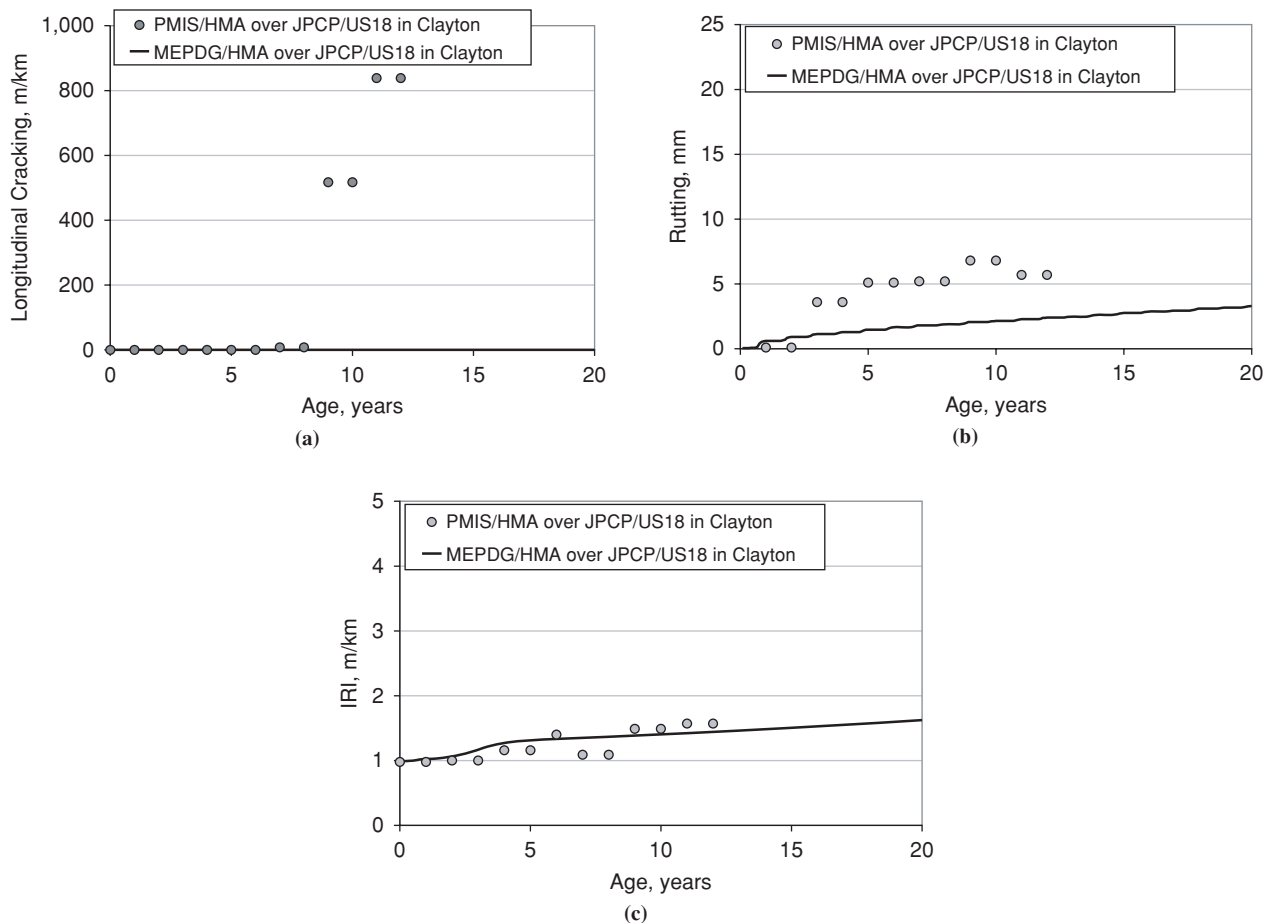 1,000
800
600
400
200
0
Longitudinal Cracking, m/km
PMIS/HMA over JPCP/US18 in Clayton
MEPDG/HMA over JPCP/US18 in Clayton
0 5 10 15 20
Age, years
(a)
25
20
15
10
5
0
Rutting, mm
PMIS/HMA over JPCP/US18 in Clayton
MEPDG/HMA over JPCP/US18 in Clayton
0 5 10 15 20
Age, years
(b)
5
4
3
2
1
0
IRI, m/km
PMIS/HMA over JPCP/US18 in Clayton
MEPDG/HMA over JPCP/US18 in Clayton
0 5 10 15 20
Age, years
(c)